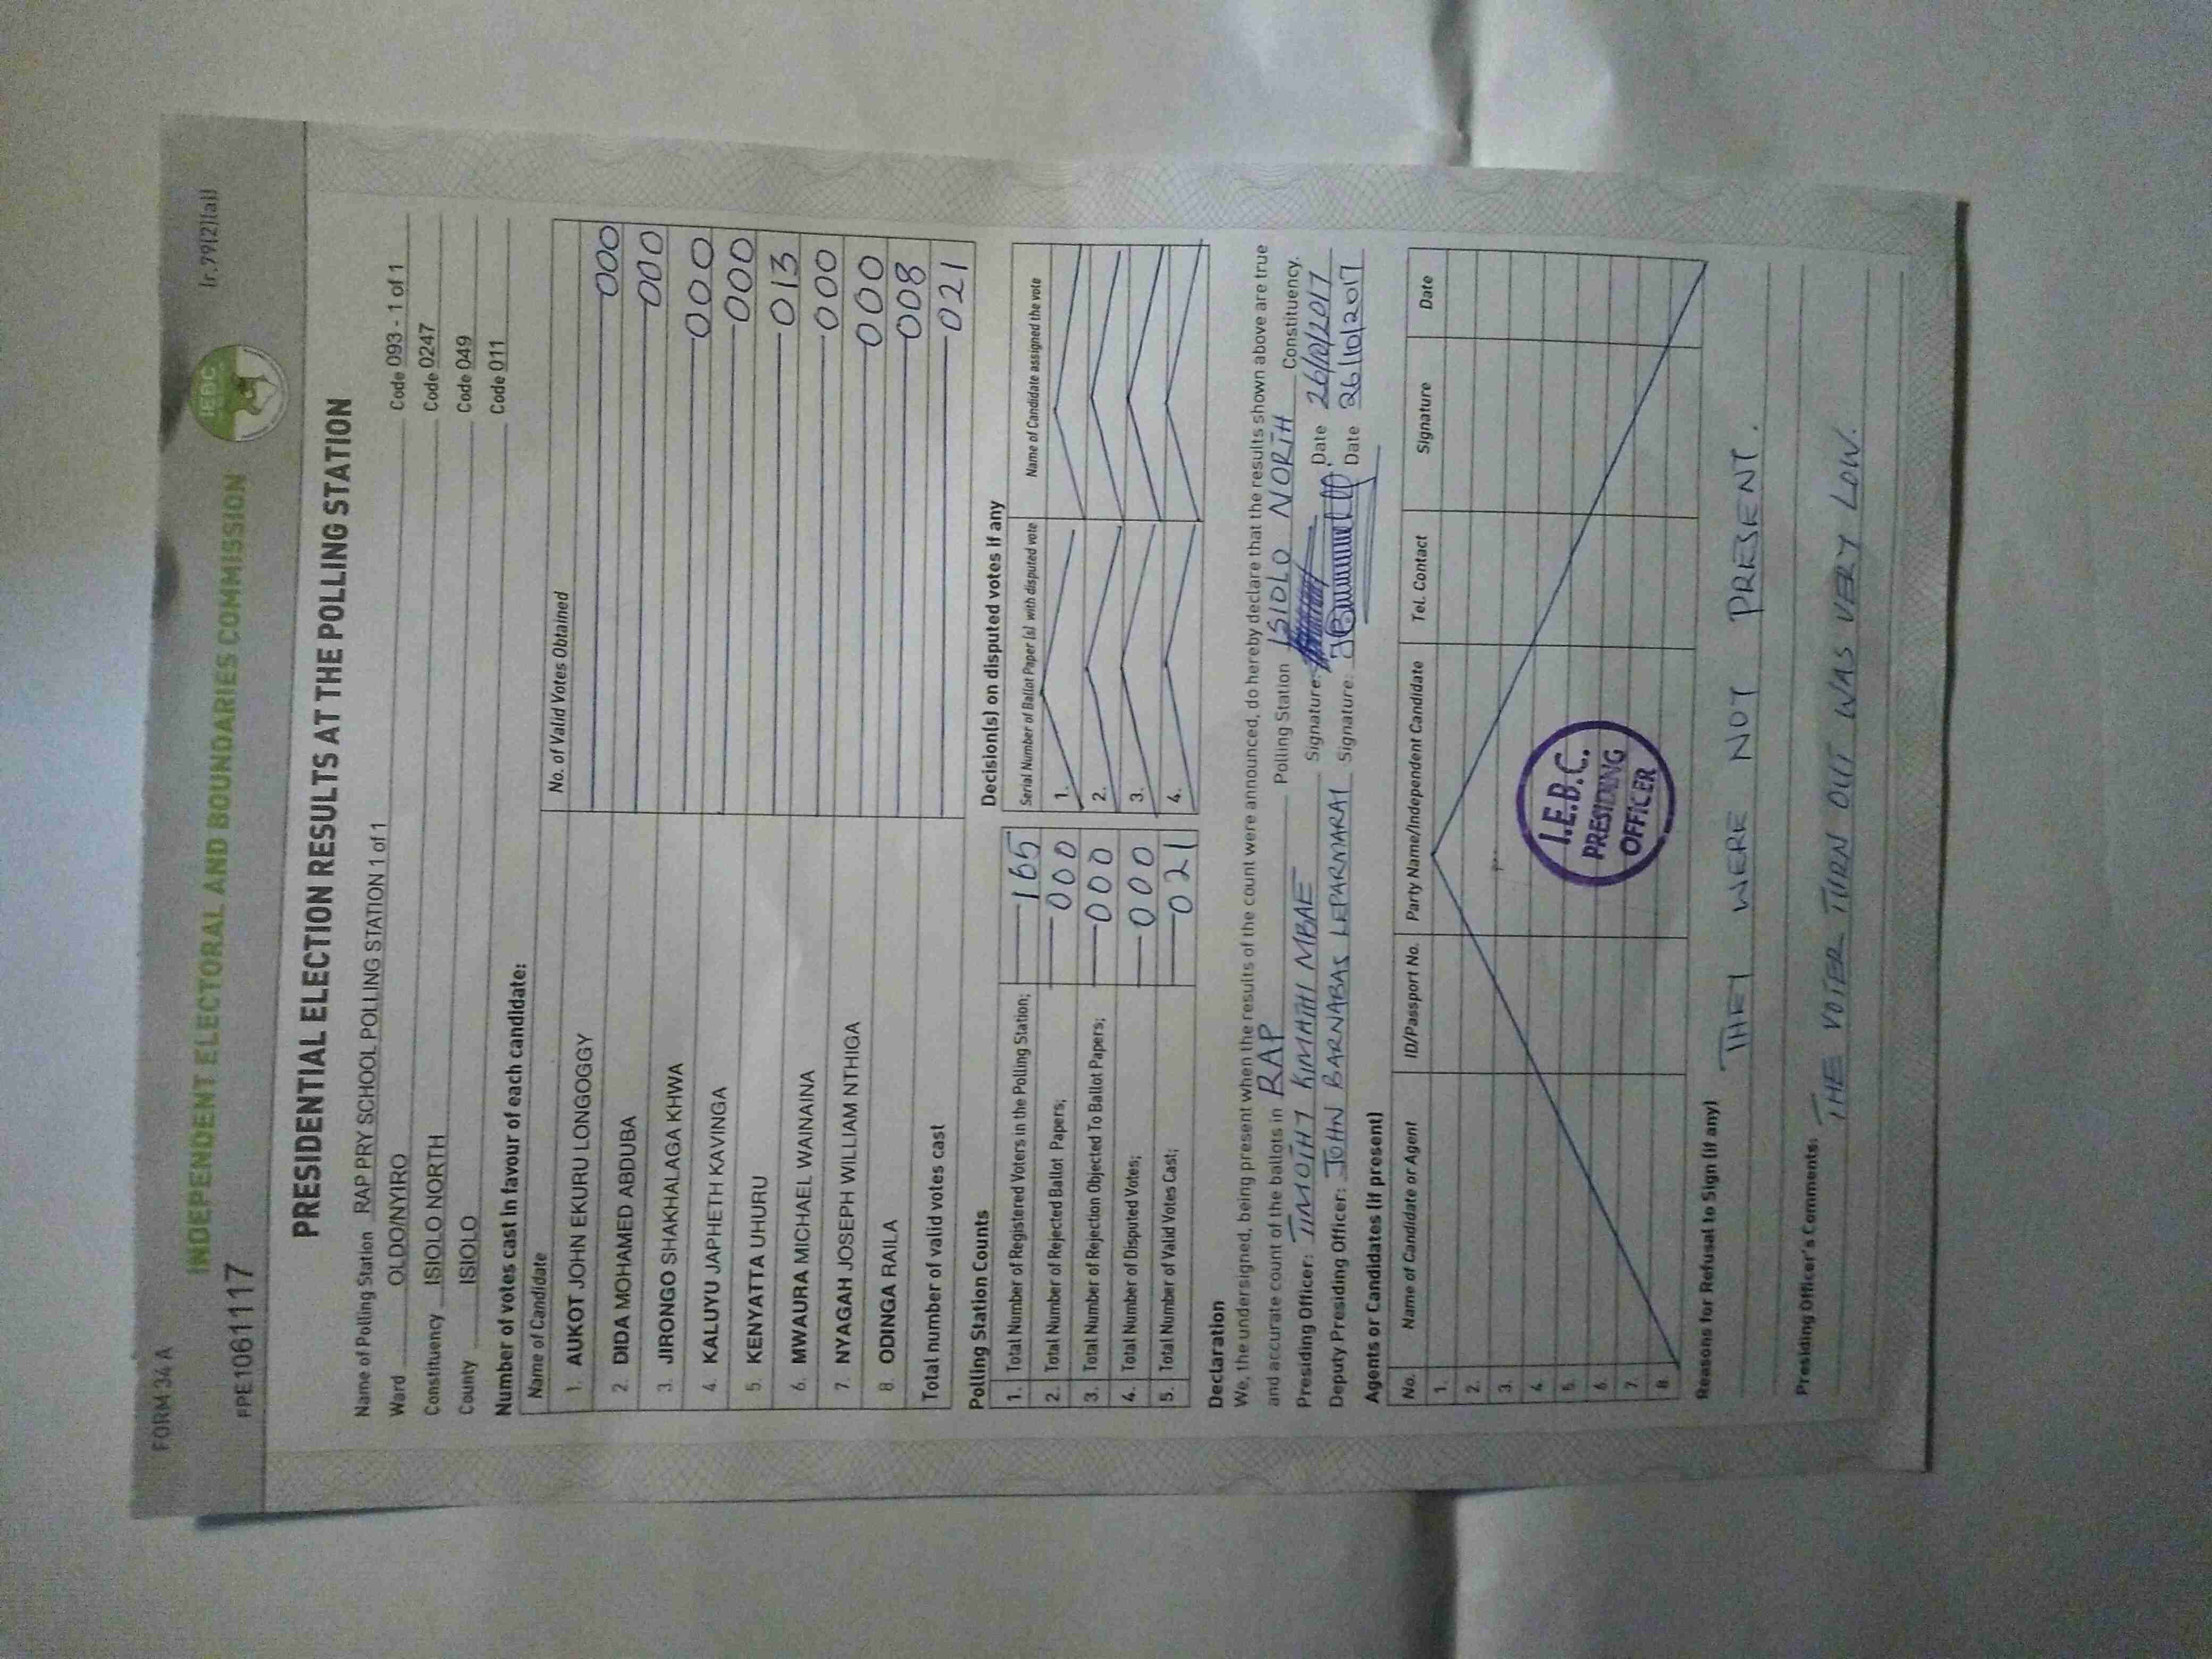 FORM 34 A
Ir.79(2)(a)
INDEPENDENT ELECTORAL AND BOUNDARIES COMMISSION
IEBC
PPE1061117
PRESIDENTIAL ELECTION RESULTS AT THE POLLING STATION
Name of Polling Station RAP PRY SCHOOL POLLING STATION 1 of 1 Code 093 - 1 of 1
Ward OLDO/NYIRO Code 0247
Constituency ISIOLO NORTH Code 049
County ISIOLO Code 011
Number of votes cast in favour of each candidate:
Name of Candidate No. of Valid Votes Obtained
1. AUKOT JOHN EKURU LONGOGGY 000
2. DIDA MOHAMED ABDUBA 000
3. JIRONGO SHAKHALAGA KHWA 000
4. KALUYU JAPHETH KAVINGA 000
5. KENYATTA UHURU 013
6. MWAURA MICHAEL WAINAINA 000
7. NYAGAH JOSEPH WILLIAM NTHIGA 000
8. ODINGA RAILA 008
Total number of valid votes cast 021
Polling Station Counts
1. Total Number of Registered Voters in the Polling Station; 165
2. Total Number of Rejected Ballot Papers; 000
3. Total Number of Rejection Objected To Ballot Papers; 000
4. Total Number of Disputed Votes; 000
5. Total Number of Valid Votes Cast; 021
Decision(s) on disputed votes if any
Serial Number of Ballot Paper (s) with disputed vote Name of Candidate assigned the vote
1.
2.
3.
4.
Declaration
We, the undersigned, being present when the results of the count were announced, do hereby declare that the results shown above are true
and accurate count of the ballots in RAP Polling Station ISIOLO NORTH Constituency.
Presiding Officer: TIMOTHY KIMATHI MBAE Signature: Date 26/10/2017
Deputy Presiding Officer: JOHN BARNABAS LEPARMARAI Signature: Date 26/10/2017
Agents or Candidates (if present)
No. Name of Candidate or Agent ID/Passport No. Party Name/Independent Candidate Tel. Contact Signature Date
1.
2.
3.
4.
5.
6.
7.
8.
I.E.B.C.
PRESIDING
OFFICER
Reasons for Refusal to Sign (if any)
THEY WERE NOT PRESENT.
Presiding Officer's Comments:
THE VOTER TURN OUT WAS VERY LOW.